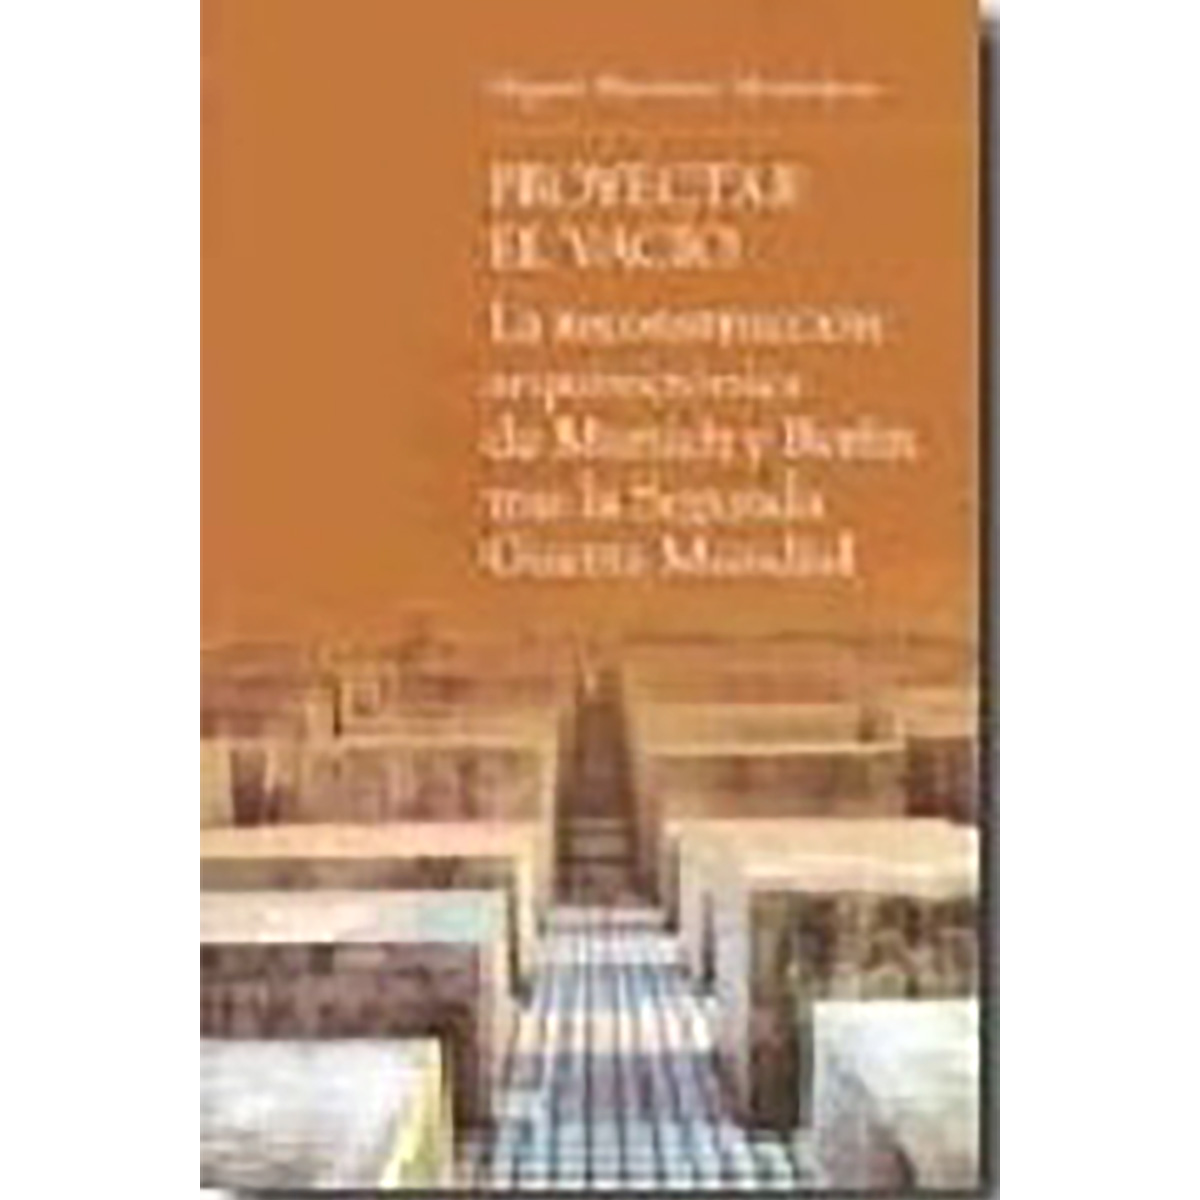 PROYECTAR
EL VACÍO
La reconstrucción
arquitectónica
de Munich y Berlín
tras la Segunda
Guerra Mundial